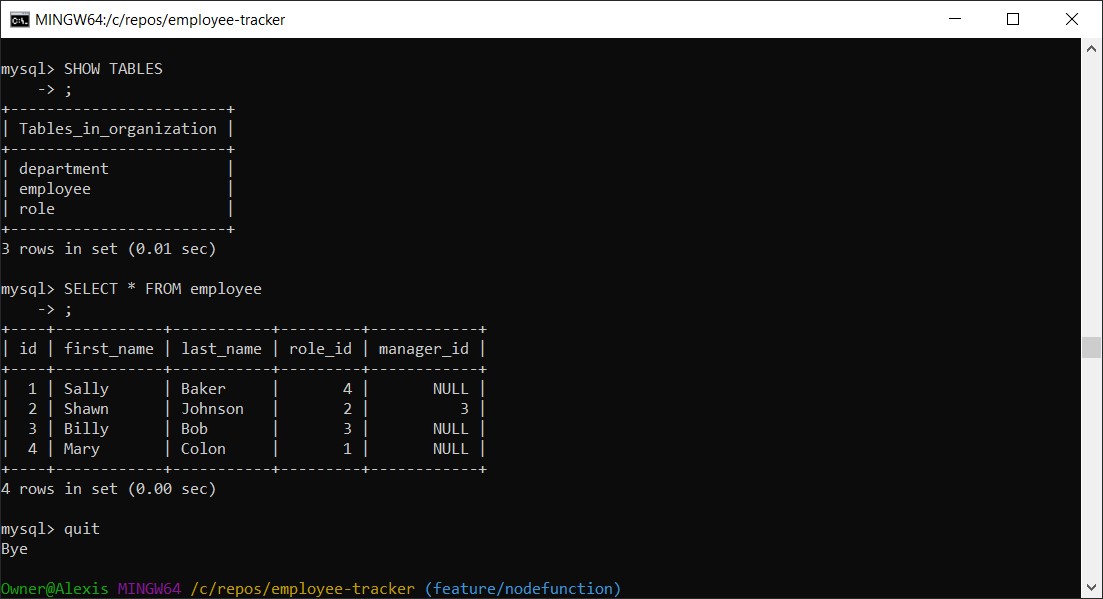 MINGW64:/c/repos/employee-tracker
mysql> SHOW TABLES
    -> ;
+------------------------+
| Tables_in_organization |
+------------------------+
| department             |
| employee               |
| role                   |
+------------------------+
3 rows in set (0.01 sec)

mysql> SELECT * FROM employee
    -> ;
+----+------------+-----------+---------+------------+
| id | first_name | last_name | role_id | manager_id |
+----+------------+-----------+---------+------------+
|  1 | Sally      | Baker     |       4 |       NULL |
|  2 | Shawn      | Johnson   |       2 |          3 |
|  3 | Billy      | Bob       |       3 |       NULL |
|  4 | Mary       | Colon     |       1 |       NULL |
+----+------------+-----------+---------+------------+
4 rows in set (0.00 sec)

mysql> quit
Bye

Owner@Alexis MINGW64 /c/repos/employee-tracker (feature/nodefunction)